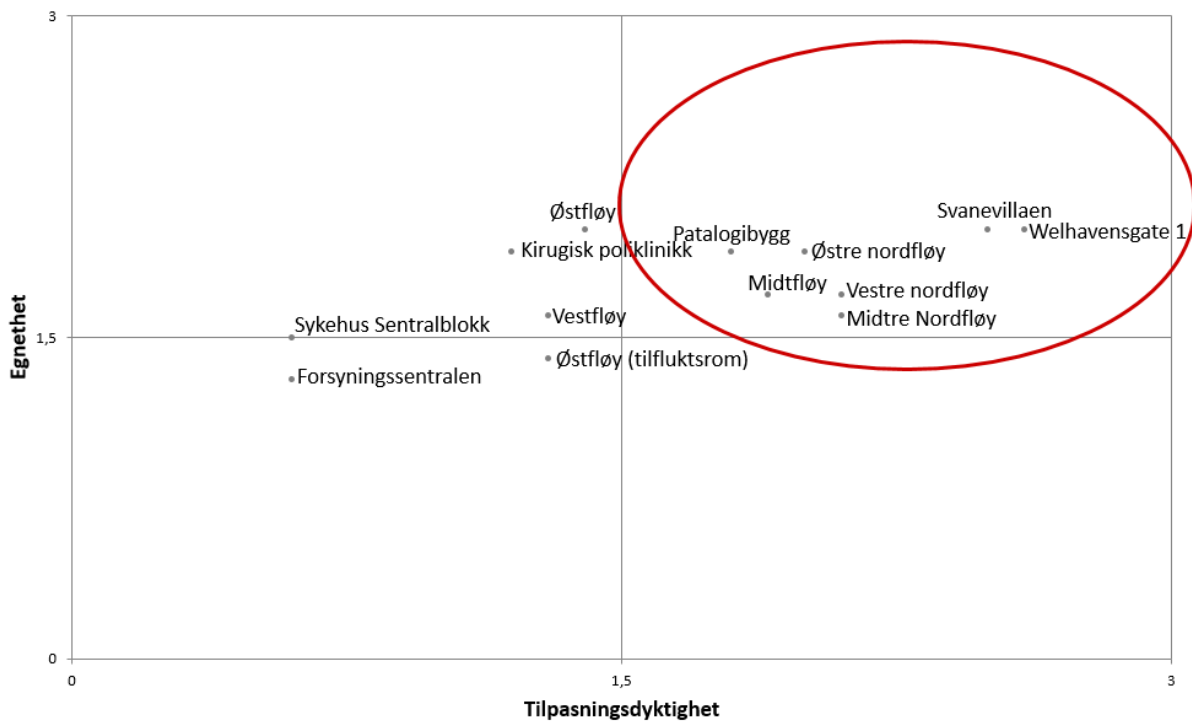 3
Østfløy
Svanevillaen
Patalogibygg
Welhavensgate 1
Kirugisk poliklinikk
Østre nordfløy
Midtfløy
Vestre nordfløy
Vestfløy
Midtre Nordfløy
Sykehus Sentralblokk
1,5
Østfløy (tilfluktsrom)
Forsyningssentralen
Egnethet
0
0
1,5
3
Tilpasningsdyktighet